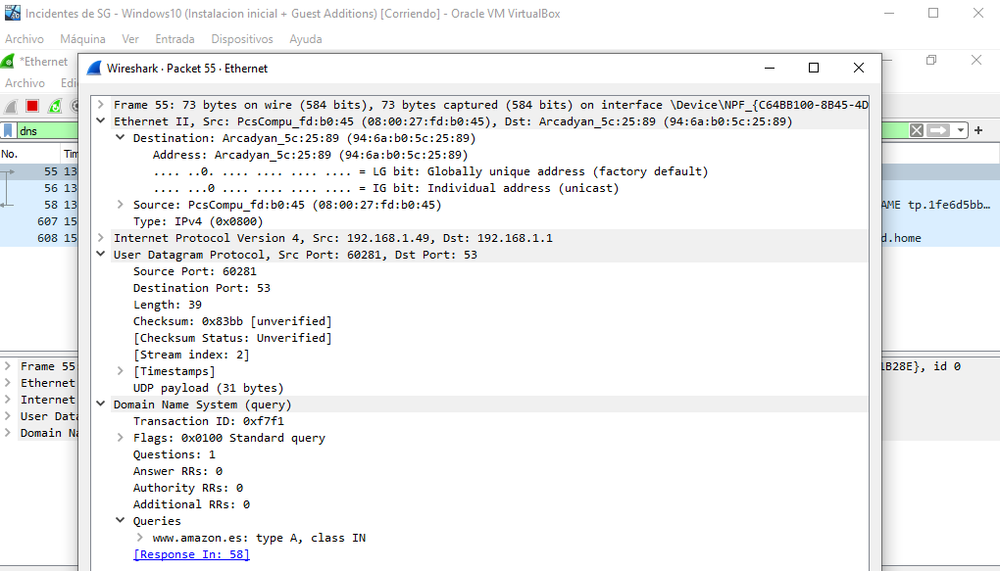 Incidentes de SG - Windows10 (Instalacion inicial + Guest Additions) [Corriendo] - Oracle VM VirtualBox
Archivo Máquina Ver Entrada Dispositivos Ayuda
*Ethernet
Wireshark · Packet 55 · Ethernet
Archivo
dns
No.
55 13
56 13
58 13 AME tp.1fe6d5bb…
607 15
608 15 d.home
Frame 55: 73 bytes on wire (584 bits), 73 bytes captured (584 bits) on interface \Device\NPF_{C64BB100-8B45-4D
Ethernet II, Src: PcsCompu_fd:b0:45 (08:00:27:fd:b0:45), Dst: Arcadyan_5c:25:89 (94:6a:b0:5c:25:89)
Destination: Arcadyan_5c:25:89 (94:6a:b0:5c:25:89)
Address: Arcadyan_5c:25:89 (94:6a:b0:5c:25:89)
.... ..0. .... .... .... .... = LG bit: Globally unique address (factory default)
.... ...0 .... .... .... .... = IG bit: Individual address (unicast)
Source: PcsCompu_fd:b0:45 (08:00:27:fd:b0:45)
Type: IPv4 (0x0800)
Internet Protocol Version 4, Src: 192.168.1.49, Dst: 192.168.1.1
User Datagram Protocol, Src Port: 60281, Dst Port: 53
Source Port: 60281
Destination Port: 53
Length: 39
Checksum: 0x83bb [unverified]
[Checksum Status: Unverified]
[Stream index: 2]
[Timestamps]
UDP payload (31 bytes)
Domain Name System (query)
Transaction ID: 0xf7f1
Flags: 0x0100 Standard query
Questions: 1
Answer RRs: 0
Authority RRs: 0
Additional RRs: 0
Queries
www.amazon.es: type A, class IN
[Response In: 58]
Frame 55 1B28E}, id 0
Ethernet
Internet
User Data
Domain Na